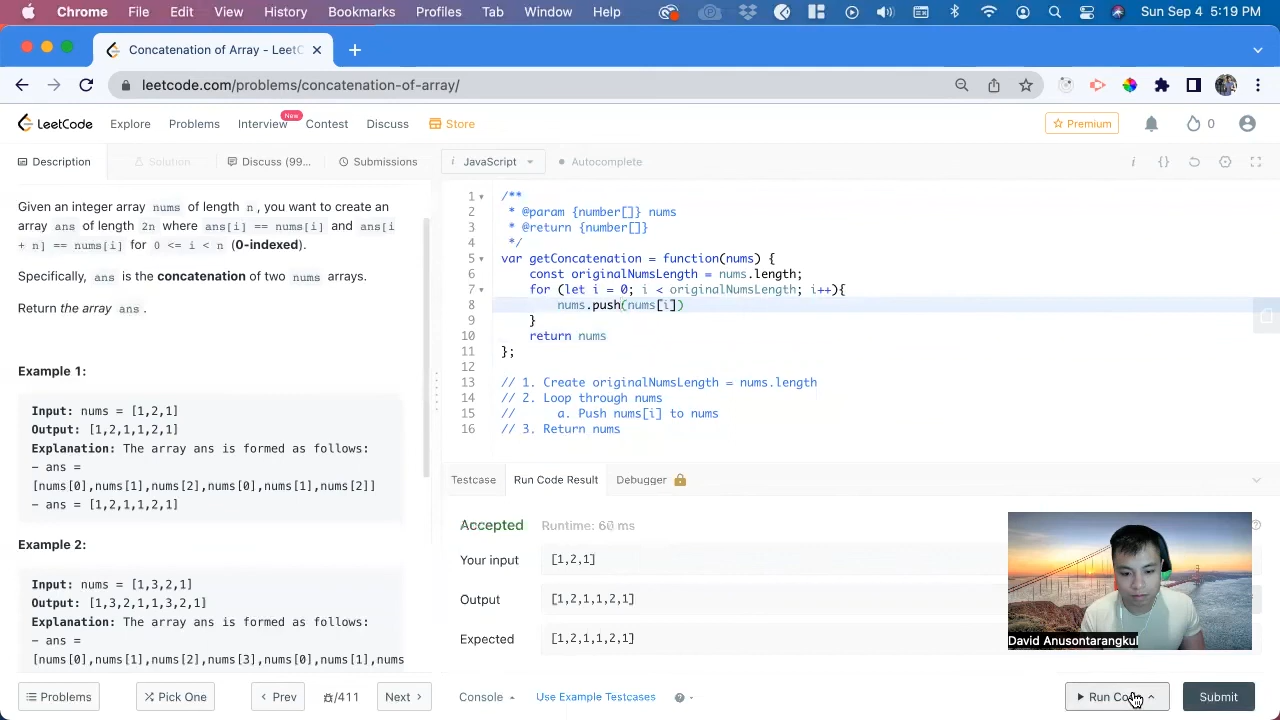 Chrome File Edit View History Bookmarks Profiles Tab Window Help Sun Sep 4 5:19 PM
Concatenation of Array - LeetC
leetcode.com/problems/concatenation-of-array/
LeetCode Explore Problems Interview New Contest Discuss Store Premium 0
Description Solution Discuss (99... Submissions
i JavaScript Autocomplete
Given an integer array nums of length n, you want to create an
array ans of length 2n where ans[i] == nums[i] and ans[i
+ n] == nums[i] for 0 <= i < n (0-indexed).
Specifically, ans is the concatenation of two nums arrays.
Return the array ans.
Example 1:
Input: nums = [1,2,1]
Output: [1,2,1,1,2,1]
Explanation: The array ans is formed as follows:
- ans =
[nums[0],nums[1],nums[2],nums[0],nums[1],nums[2]]
- ans = [1,2,1,1,2,1]
Example 2:
Input: nums = [1,3,2,1]
Output: [1,3,2,1,1,3,2,1]
Explanation: The array ans is formed as follows:
- ans =
[nums[0],nums[1],nums[2],nums[3],nums[0],nums[1],nums
1 /**
2 * @param {number[]} nums
3 * @return {number[]}
4 */
5 var getConcatenation = function(nums) {
6 const originalNumsLength = nums.length;
7 for (let i = 0; i < originalNumsLength; i++){
8 nums.push(nums[i])
9 }
10 return nums
11 };
12
13 // 1. Create originalNumsLength = nums.length
14 // 2. Loop through nums
15 // a. Push nums[i] to nums
16 // 3. Return nums
Testcase Run Code Result Debugger
Accepted Runtime: 60 ms
Your input [1,2,1]
Output [1,2,1,1,2,1]
Expected [1,2,1,1,2,1]
David Anusontarangkul
Problems Pick One Prev /411 Next Console Use Example Testcases Run Submit